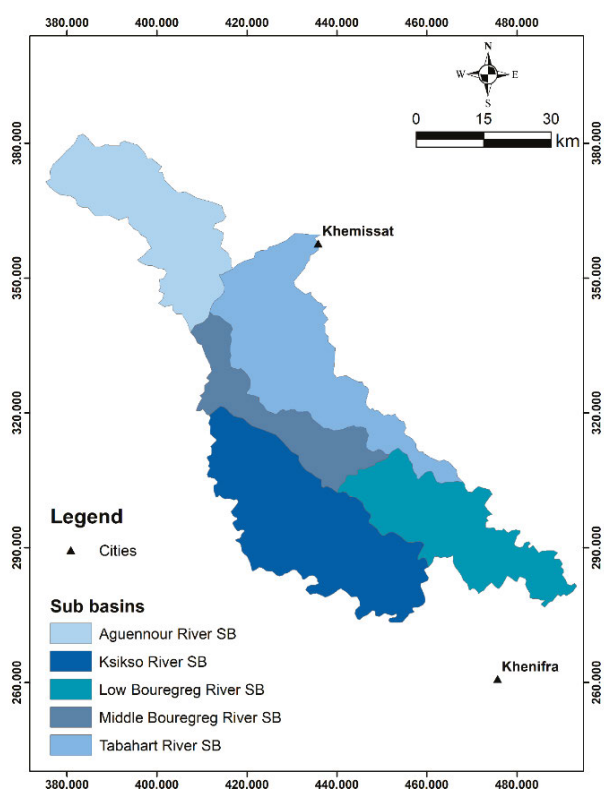 380.000 400.000 420.000 440.000 460.000 480.000
N
W E
S
0 15 30
km
380.000 380.000
Khemissat
350.000 350.000
320.000 320.000
Legend
Cities
290.000 290.000
Sub basins
Aguennour River SB
Ksikso River SB
Khenifra
Low Bouregreg River SB
260.000 260.000
Middle Bouregreg River SB
Tabahart River SB
380.000 400.000 420.000 440.000 460.000 480.000